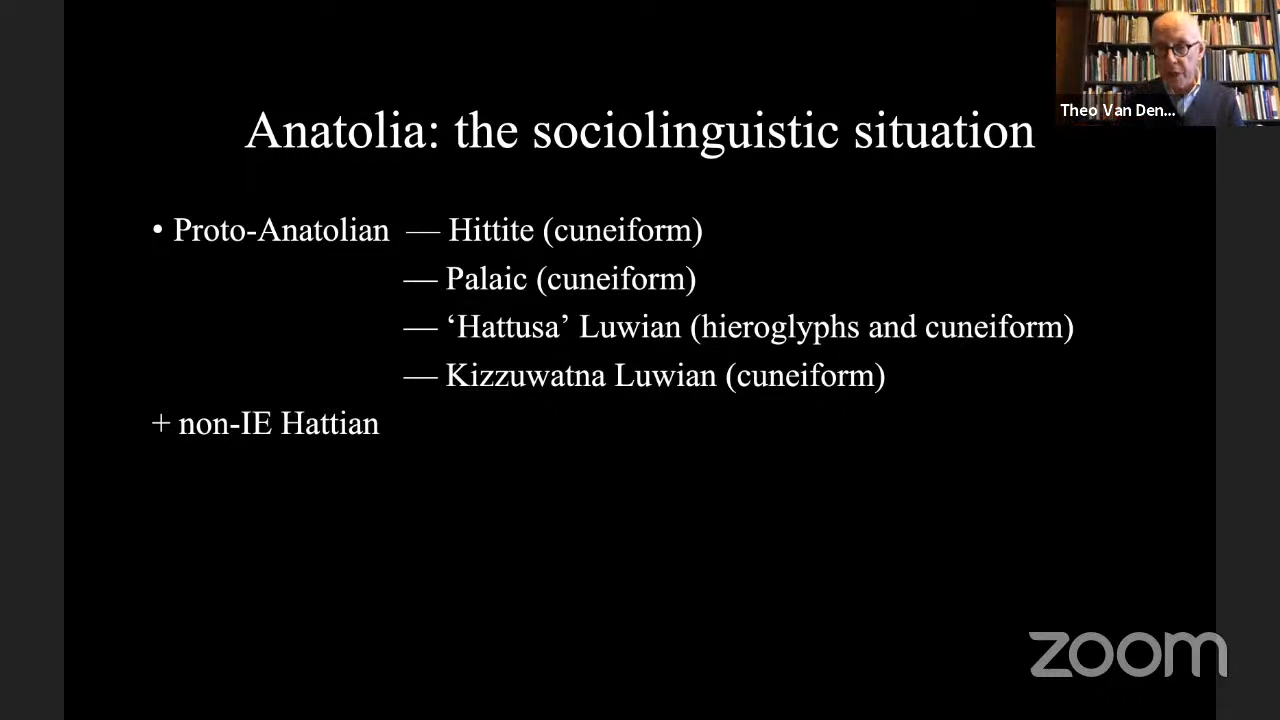 Theo Van Den...
Anatolia: the sociolinguistic situation
• Proto-Anatolian — Hittite (cuneiform)
— Palaic (cuneiform)
— ‘Hattusa’ Luwian (hieroglyphs and cuneiform)
— Kizzuwatna Luwian (cuneiform)
+ non-IE Hattian
zoom